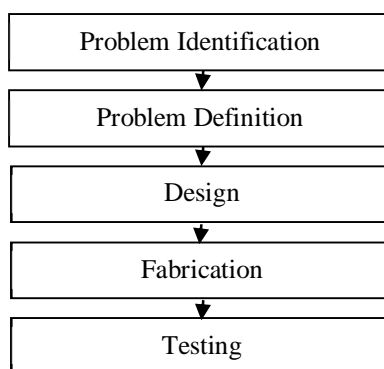 Problem Identification
Problem Definition
Design
Fabrication
Testing